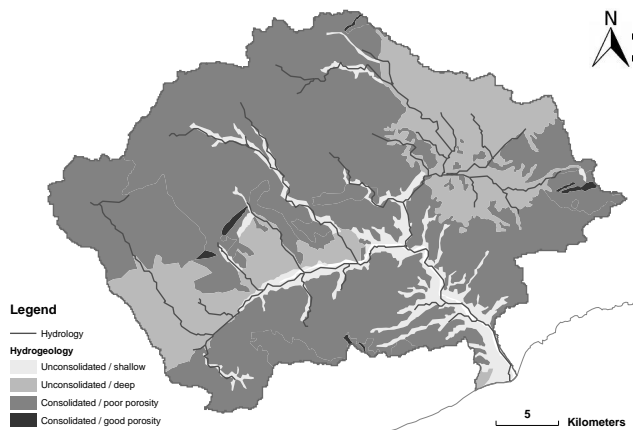 N
Legend
Hydrology
Hydrogeology
Unconsolidated / shallow
Unconsolidated / deep
Consolidated / poor porosity
Consolidated / good porosity
5
Kilometers